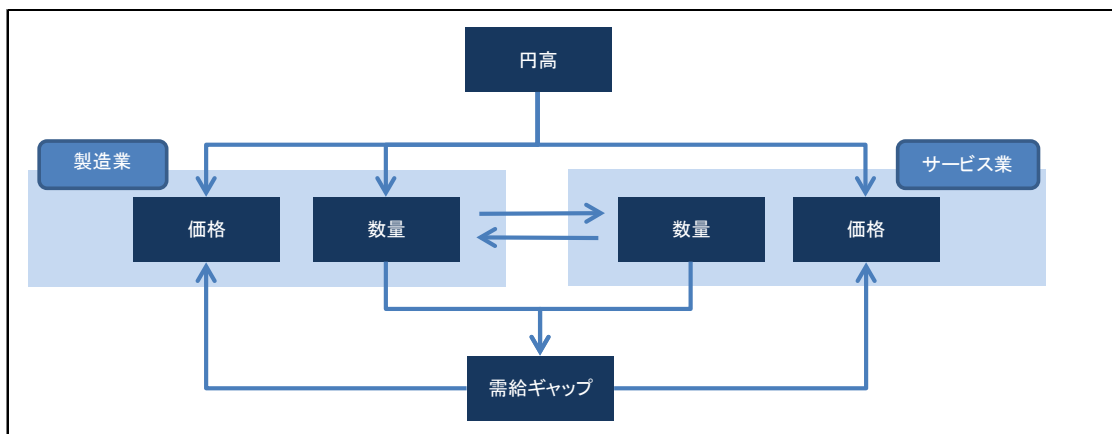 円高
製造業
サービス業
価格
数量
数量
価格
需給ギャップ